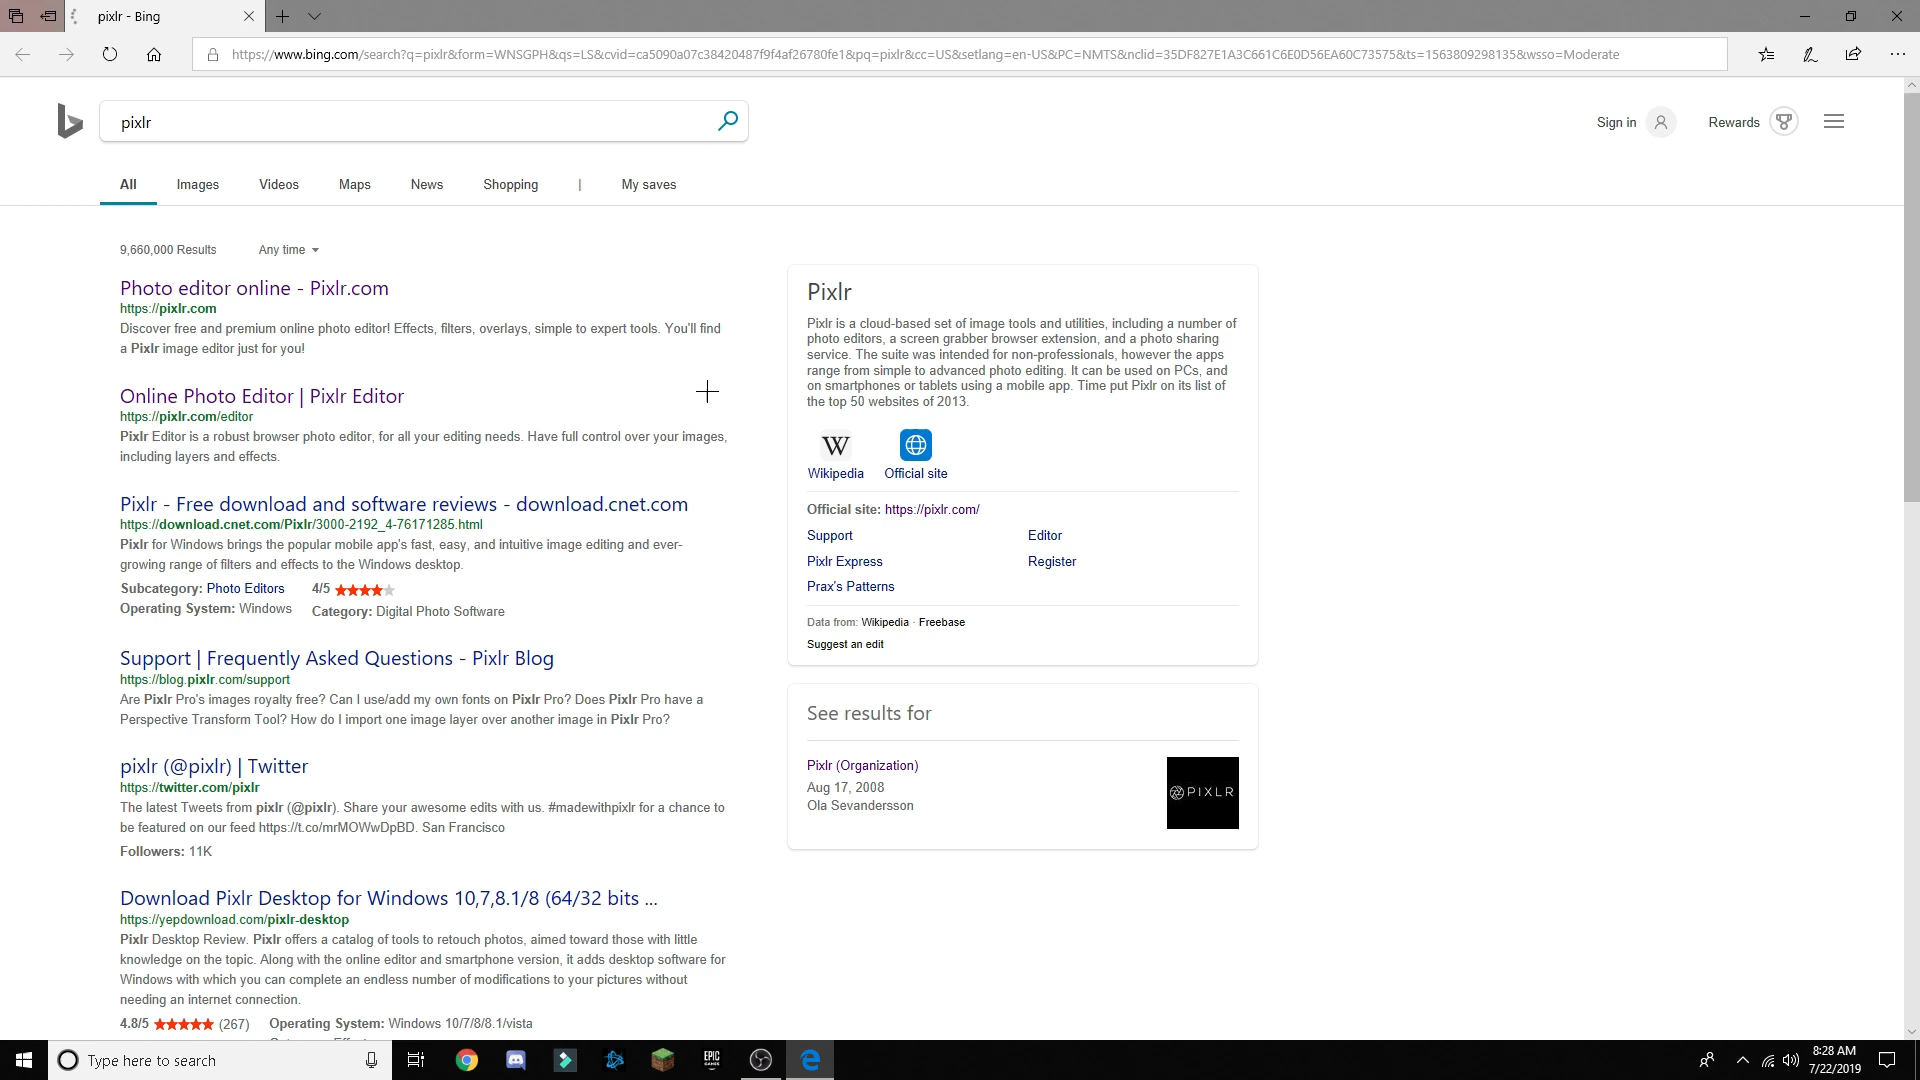 pixlr - Bing
https://www.bing.com/search?q=pixlr&form=WNSGPH&qs=LS&cvid=ca5090a07c38420487f9f4af26780fe1&pq=pixlr&cc=US&setlang=en-US&PC=NMTS&nclid=35DF827E1A3C661C6E0D56EA60C73575&ts=1563809298135&wsso=Moderate
pixlr
Sign in
Rewards
All Images Videos Maps News Shopping | My saves
9,660,000 Results Any time
Photo editor online - Pixlr.com
https://pixlr.com
Discover free and premium online photo editor! Effects, filters, overlays, simple to expert tools. You'll find
a Pixlr image editor just for you!
Online Photo Editor | Pixlr Editor
https://pixlr.com/editor
Pixlr Editor is a robust browser photo editor, for all your editing needs. Have full control over your images,
including layers and effects.
Pixlr - Free download and software reviews - download.cnet.com
https://download.cnet.com/Pixlr/3000-2192_4-76171285.html
Pixlr for Windows brings the popular mobile app's fast, easy, and intuitive image editing and ever-
growing range of filters and effects to the Windows desktop.
Subcategory: Photo Editors 4/5
Operating System: Windows Category: Digital Photo Software
Support | Frequently Asked Questions - Pixlr Blog
https://blog.pixlr.com/support
Are Pixlr Pro's images royalty free? Can I use/add my own fonts on Pixlr Pro? Does Pixlr Pro have a
Perspective Transform Tool? How do I import one image layer over another image in Pixlr Pro?
pixlr (@pixlr) | Twitter
https://twitter.com/pixlr
The latest Tweets from pixlr (@pixlr). Share your awesome edits with us. #madewithpixlr for a chance to
be featured on our feed https://t.co/mrMOWwDpBD. San Francisco
Followers: 11K
Download Pixlr Desktop for Windows 10,7,8.1/8 (64/32 bits ...
https://yepdownload.com/pixlr-desktop
Pixlr Desktop Review. Pixlr offers a catalog of tools to retouch photos, aimed toward those with little
knowledge on the topic. Along with the online editor and smartphone version, it adds desktop software for
Windows with which you can complete an endless number of modifications to your pictures without
needing an internet connection.
4.8/5 (267) Operating System: Windows 10/7/8/8.1/vista
Pixlr
Pixlr is a cloud-based set of image tools and utilities, including a number of
photo editors, a screen grabber browser extension, and a photo sharing
service. The suite was intended for non-professionals, however the apps
range from simple to advanced photo editing. It can be used on PCs, and
on smartphones or tablets using a mobile app. Time put Pixlr on its list of
the top 50 websites of 2013.
W
Wikipedia Official site
Official site: https://pixlr.com/
Support Editor
Pixlr Express Register
Prax's Patterns
Data from: Wikipedia · Freebase
Suggest an edit
See results for
Pixlr (Organization)
Aug 17, 2008
Ola Sevandersson
PIXLR
Type here to search
EPIC
GAMES
8:28 AM
7/22/2019